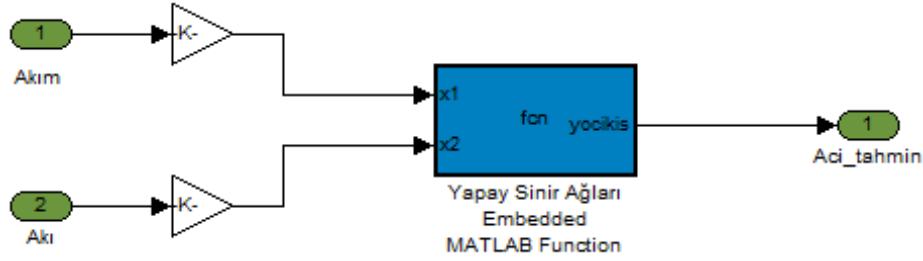 1
Akım
-K-
x1
fcn
yocikis
x2
1
Aci_tahmin
2
Akı
-K-
Yapay Sinir Ağları
Embedded
MATLAB Function